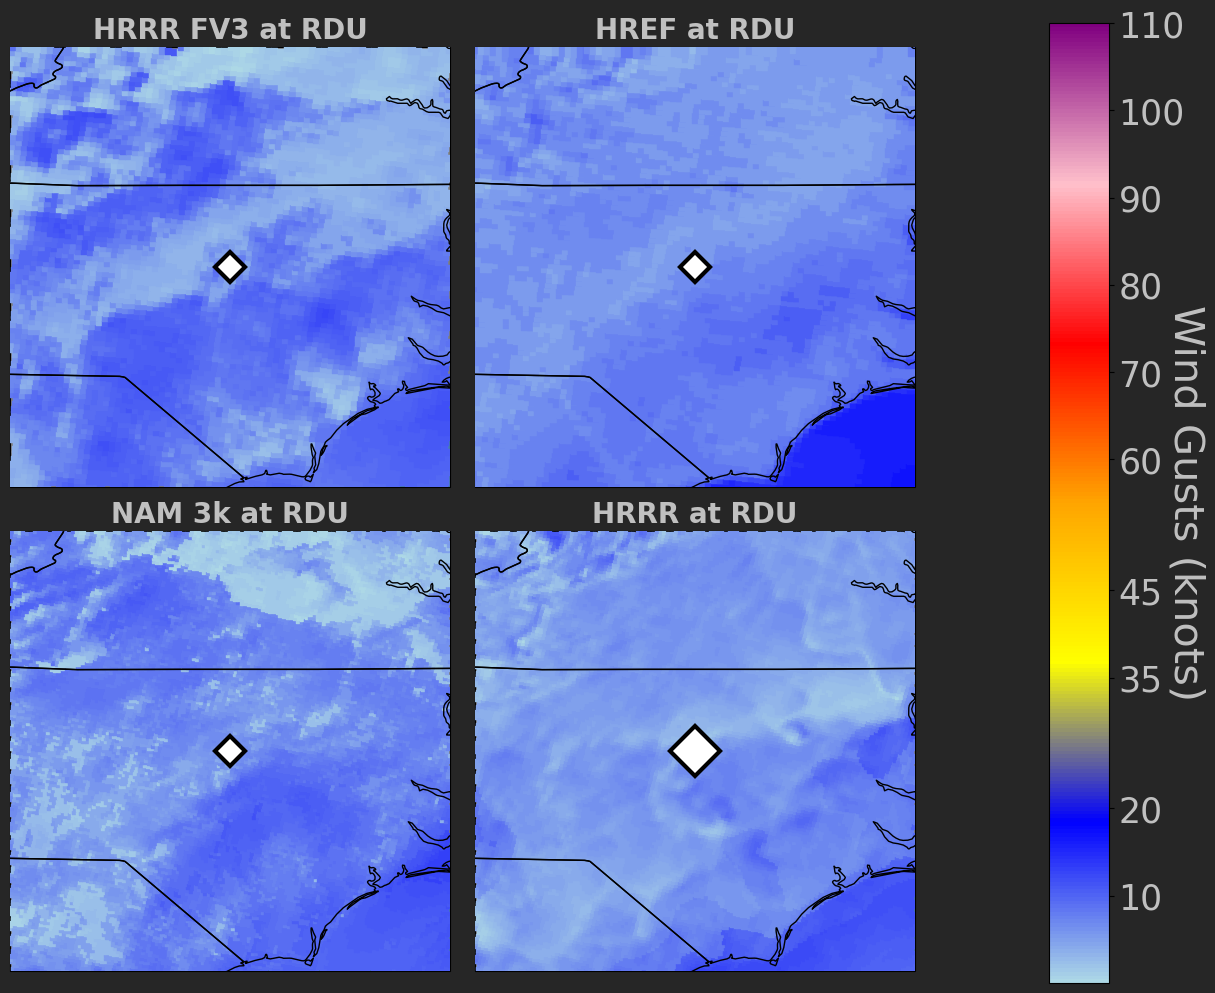 HRRR FV3 at RDU
HREF at RDU
NAM 3k at RDU
HRRR at RDU
110
100
90
80
70
60
45
35
20
10
Wind Gusts (knots)